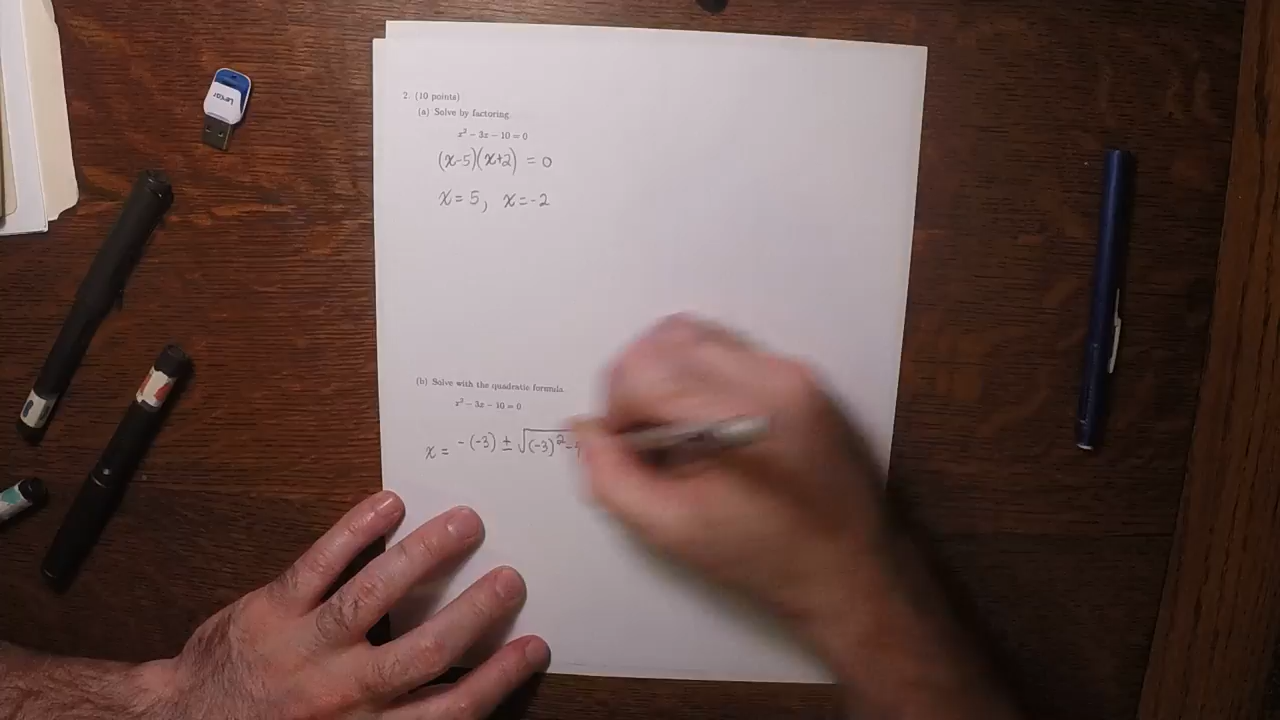 2. (10 points)
(a) Solve by factoring.
x² − 3x − 10 = 0
(x-5)(x+2) = 0
x = 5, x = -2
(b) Solve with the quadratic formula.
x² − 3x − 10 = 0
x = -(-3) ± √(-3)² -
Lexar